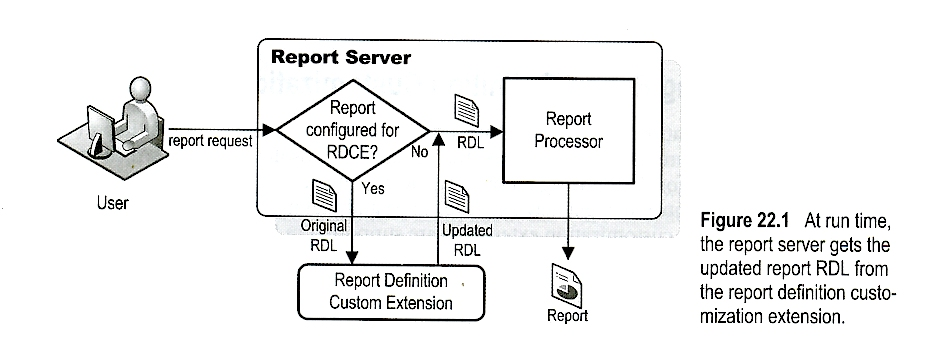 Report Server
Report
configured for
RDCE?
report request
No
Yes
RDL
Report
Processor
User
Original
RDL
Updated
RDL
Report Definition
Custom Extension
Report
Figure 22.1 At run time,
the report server gets the
updated report RDL from
the report definition custo-
mization extension.